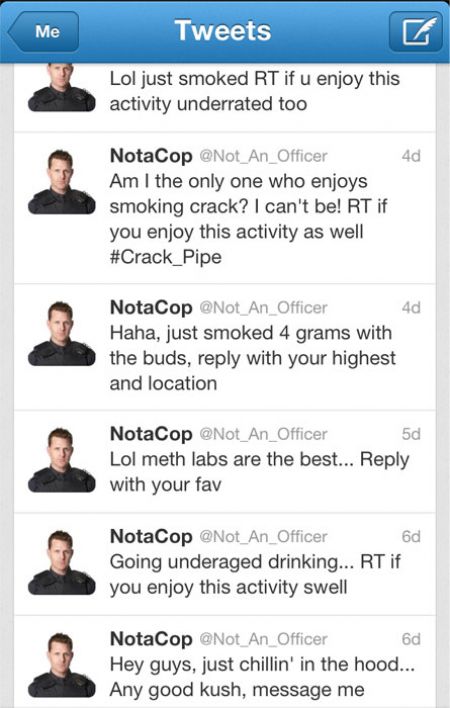 Me
Tweets
Lol just smoked RT if u enjoy this
activity underrated too
NotaCop @Not_An_Officer 4d
Am I the only one who enjoys
smoking crack? I can't be! RT if
you enjoy this activity as well
#Crack_Pipe
NotaCop @Not_An_Officer 4d
Haha, just smoked 4 grams with
the buds, reply with your highest
and location
NotaCop @Not_An_Officer 5d
Lol meth labs are the best... Reply
with your fav
NotaCop @Not_An_Officer 6d
Going underaged drinking... RT if
you enjoy this activity swell
NotaCop @Not_An_Officer 6d
Hey guys, just chillin' in the hood...
Any good kush, message me